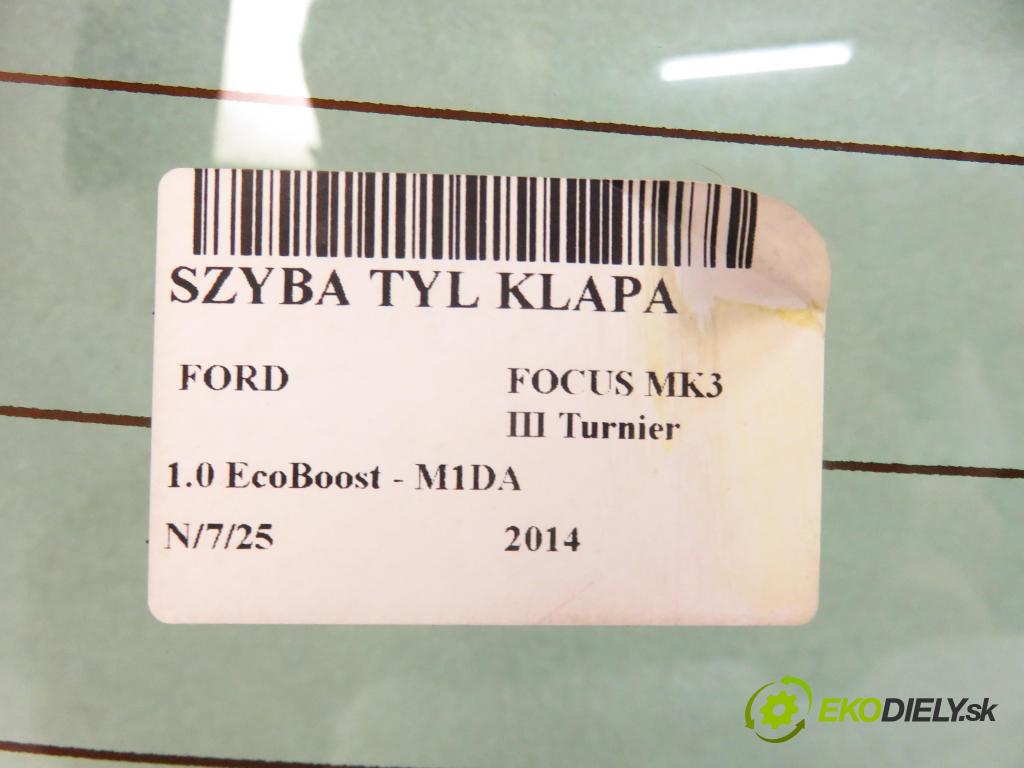 SZYBA TYL KLAPA
FORD
FOCUS MK3
III Turnier
1.0 EcoBoost - M1DA
N/7/25
2014
EKODIELY.sk